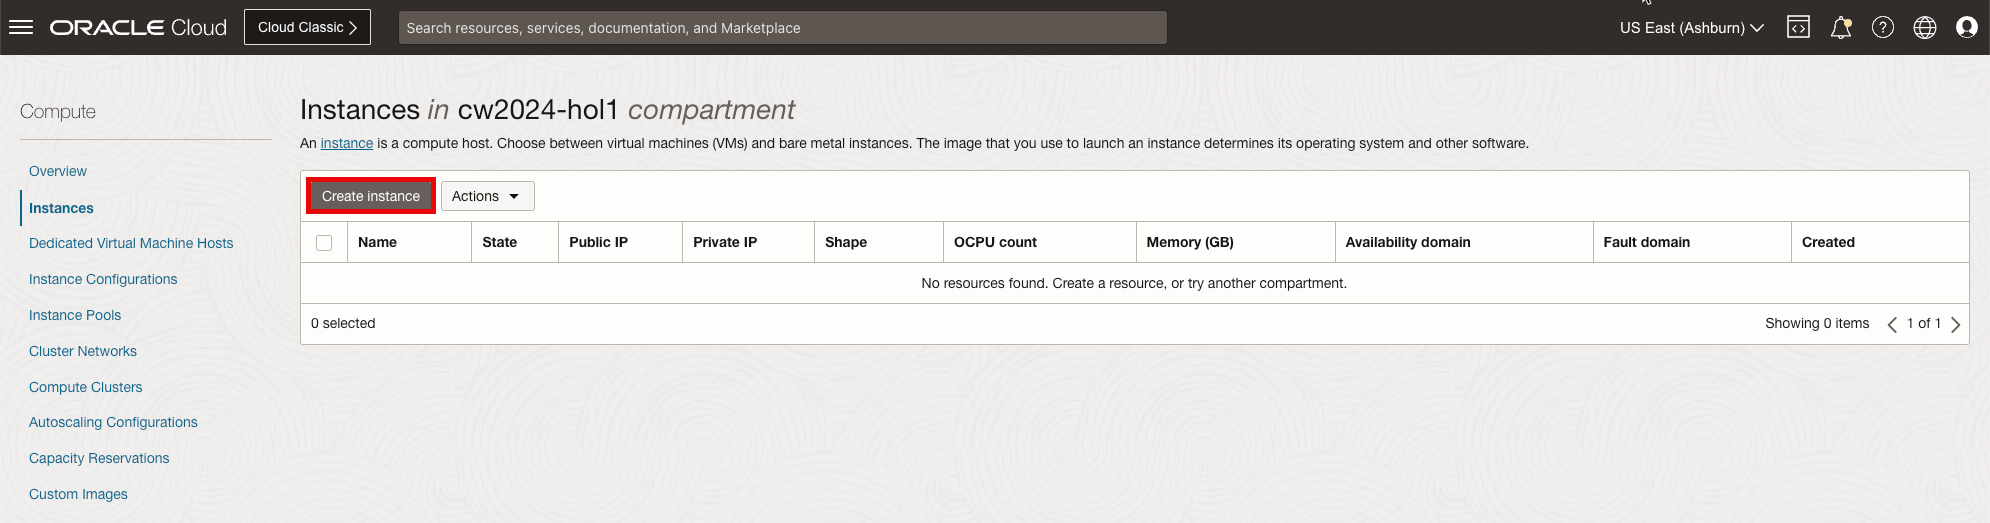 ORACLE Cloud
Cloud Classic
Search resources, services, documentation, and Marketplace
US East (Ashburn)
Compute
Overview
Instances
Dedicated Virtual Machine Hosts
Instance Configurations
Instance Pools
Cluster Networks
Compute Clusters
Autoscaling Configurations
Capacity Reservations
Custom Images
Instances in cw2024-hol1 compartment
An instance is a compute host. Choose between virtual machines (VMs) and bare metal instances. The image that you use to launch an instance determines its operating system and other software.
Create instance Actions
Name State Public IP Private IP Shape OCPU count Memory (GB) Availability domain Fault domain Created
No resources found. Create a resource, or try another compartment.
0 selected Showing 0 items 1 of 1